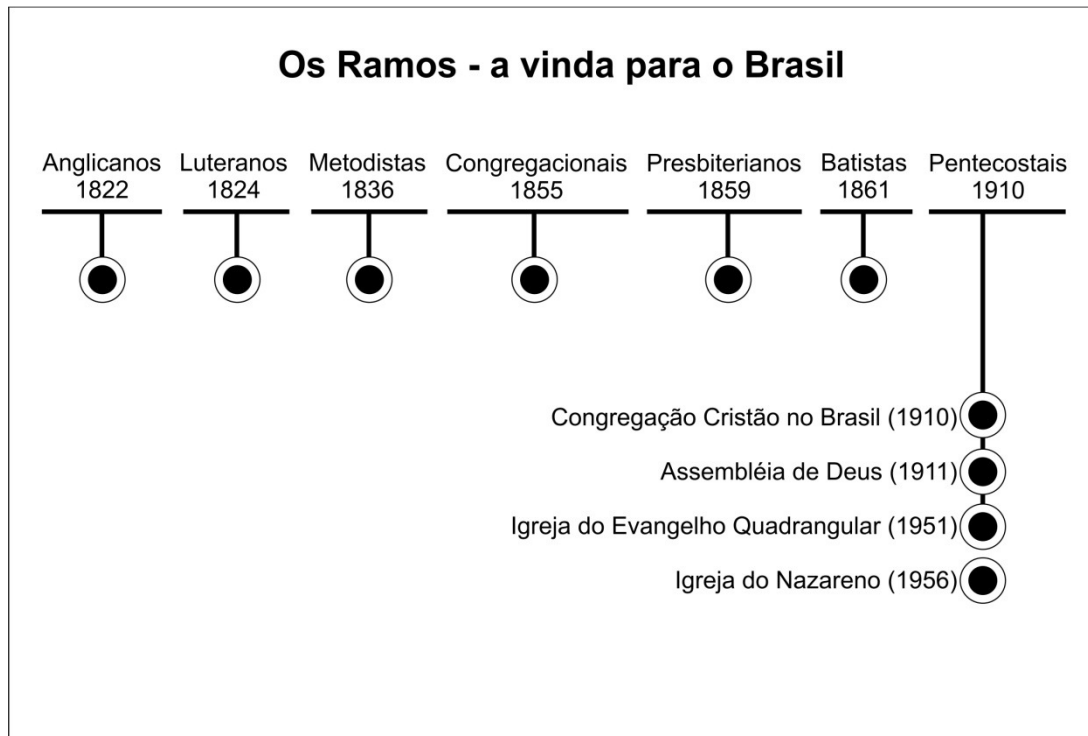 Os Ramos - a vinda para o Brasil
Anglicanos
1822
Luteranos
1824
Metodistas
1836
Congregacionais
1855
Presbiterianos
1859
Batistas
1861
Pentecostais
1910
Congregação Cristão no Brasil (1910)
Assembléia de Deus (1911)
Igreja do Evangelho Quadrangular (1951)
Igreja do Nazareno (1956)